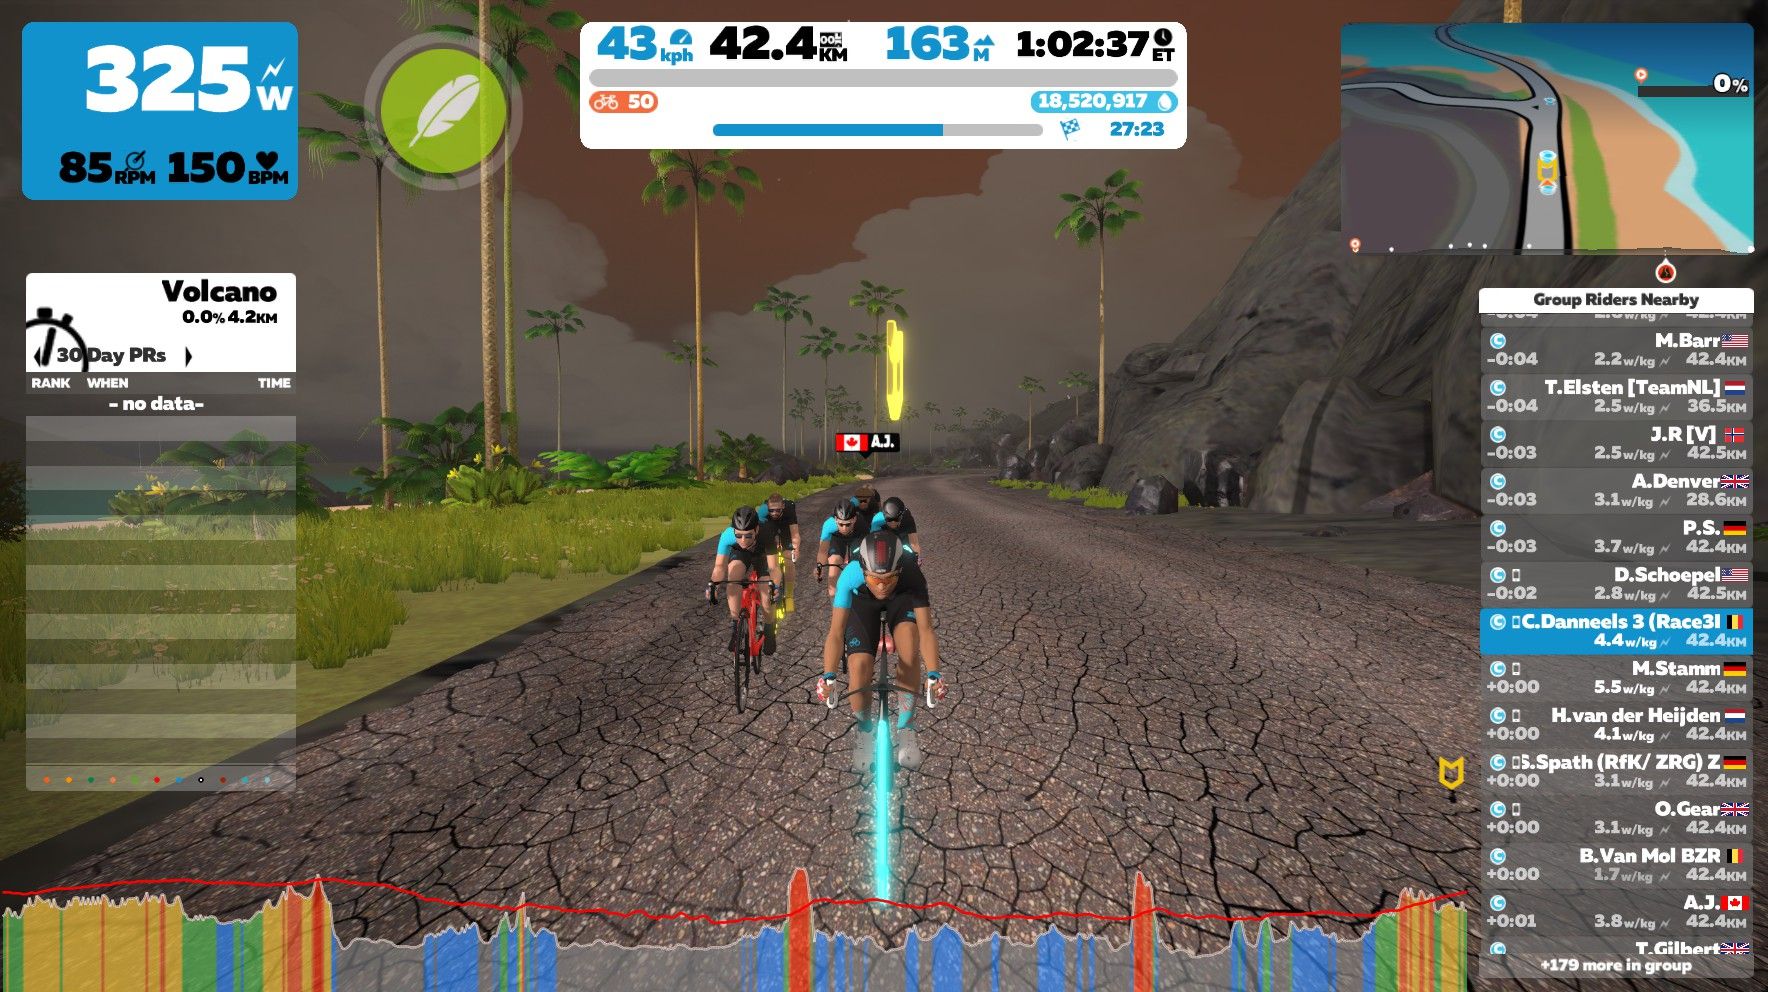 325W
85RPM 150BPM
43kph 42.4KM 163M 1:02:37ET
50
18,520,917
27:23
0%
Volcano
0.0% 4.2KM
30 Day PRs
RANK WHEN TIME
- no data-
A.J.
Group Riders Nearby
M.Barr
-0:04 2.2w/kg 42.4KM
T.Elsten [TeamNL]
-0:04 2.5w/kg 36.5KM
J.R [V]
-0:03 2.5w/kg 42.5KM
A.Denver
-0:03 3.1w/kg 28.6KM
P.S.
-0:03 3.7w/kg 42.4KM
D.Schoepel
-0:02 2.8w/kg 42.5KM
C.Danneels 3 (Race3
4.4w/kg 42.4KM
M.Stamm
+0:00 5.5w/kg 42.4KM
H.van der Heijden
+0:00 4.1w/kg 42.4KM
S.Spath (RfK/ ZRG) Z
+0:00 3.1w/kg 42.4KM
O.Gear
+0:00 3.1w/kg 42.4KM
B.Van Mol BZR
+0:00 1.7w/kg 42.4KM
A.J.
+0:01 3.8w/kg 42.4KM
T.Gilbert
+179 more in group